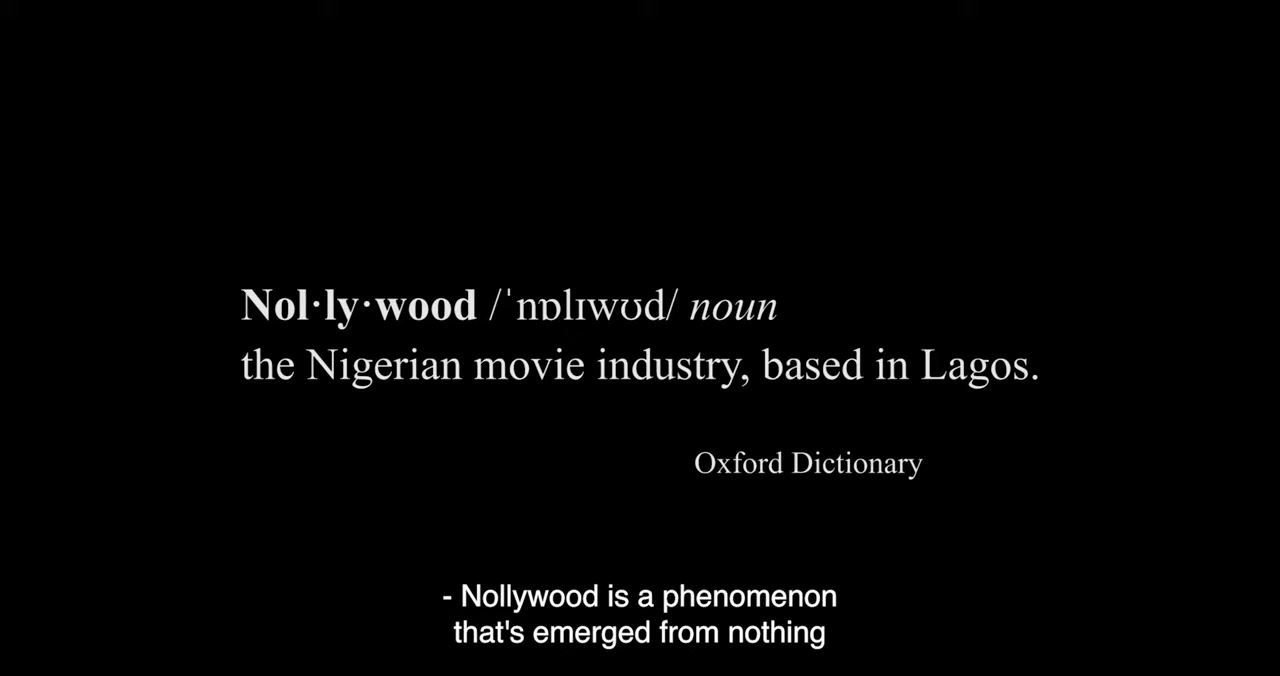 Nol·ly·wood /ˈnɒlɪwʊd/ noun
the Nigerian movie industry, based in Lagos.
Oxford Dictionary
- Nollywood is a phenomenon
that's emerged from nothing